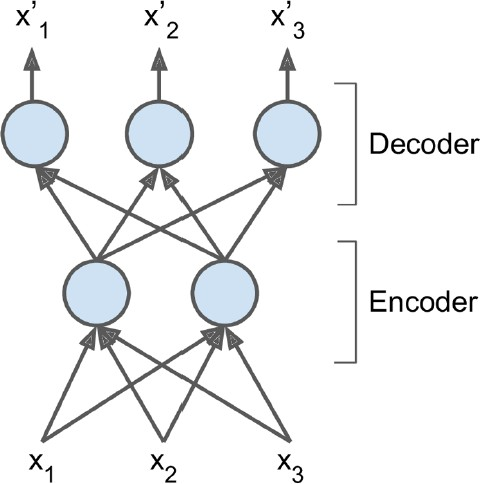 x’1 x’2 x’3
Decoder
Encoder
x1 x2 x3